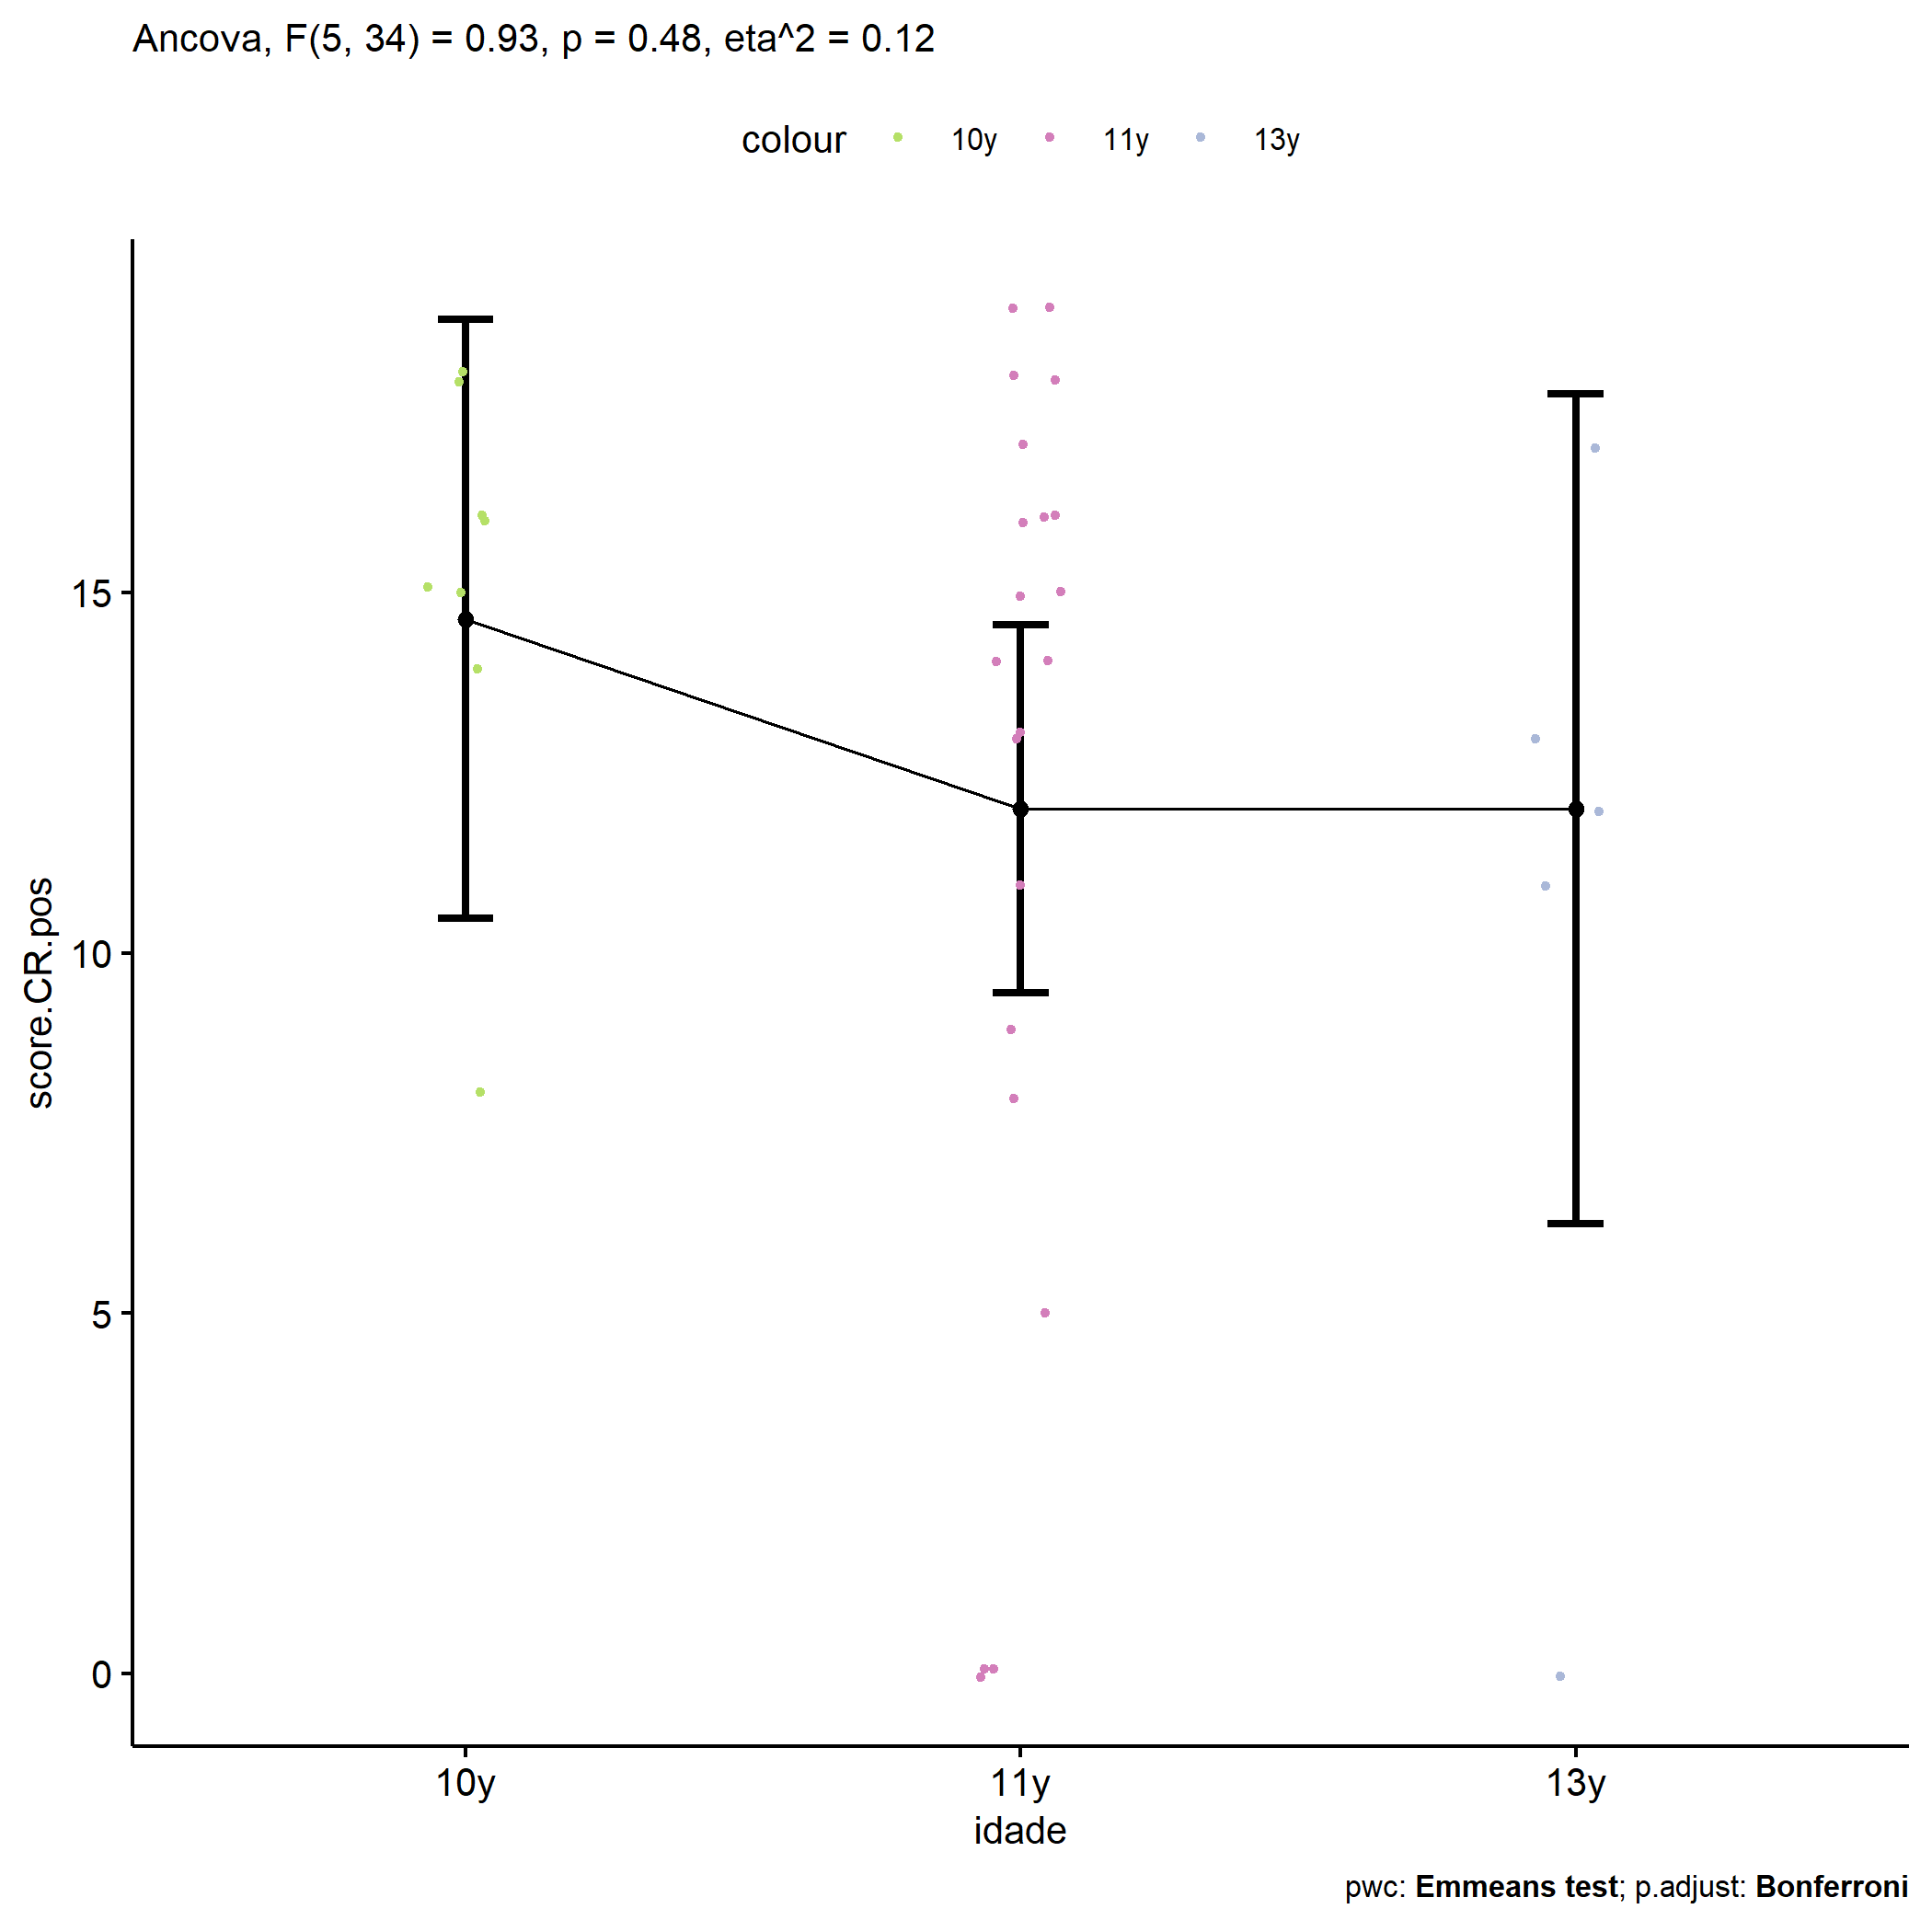 Ancova, F(5, 34) = 0.93, p = 0.48, eta^2 = 0.12
colour 10y 11y 13y
score.CR.pos
15
10
5
0
10y 11y 13y
idade
pwc: Emmeans test; p.adjust: Bonferroni